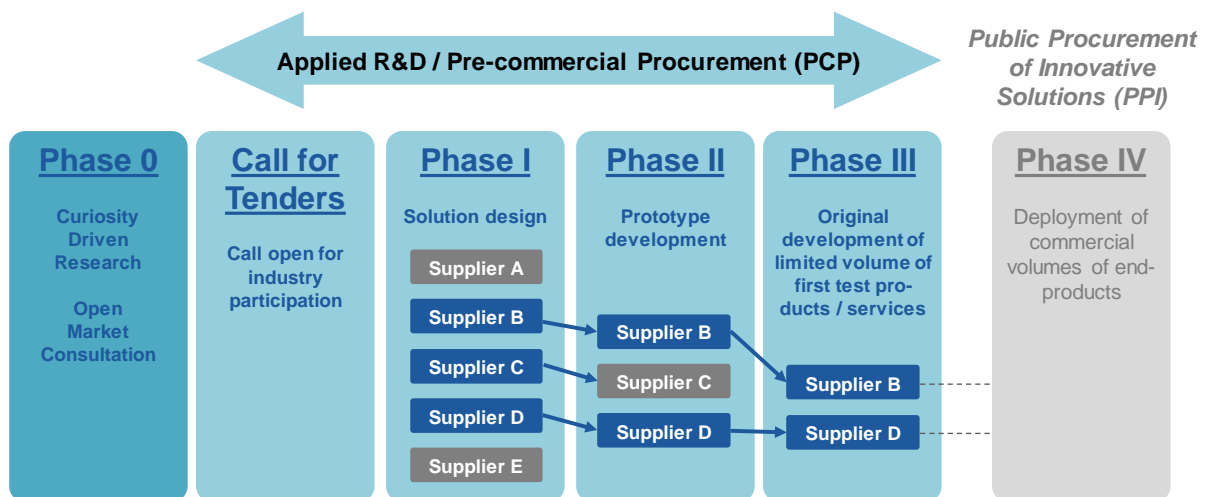 Applied R&D / Pre-commercial Procurement (PCP)
Public Procurement
of Innovative
Solutions (PPI)
Phase 0
Curiosity
Driven
Research
Open
Market
Consultation
Call for
Tenders
Call open for
industry
participation
Phase I
Solution design
Supplier A
Supplier B
Supplier C
Supplier D
Supplier E
Phase II
Prototype
development
Supplier B
Supplier C
Supplier D
Phase III
Original
development of
limited volume of
first test pro-
ducts / services
Supplier B
Supplier D
Phase IV
Deployment of
commercial
volumes of end-
products